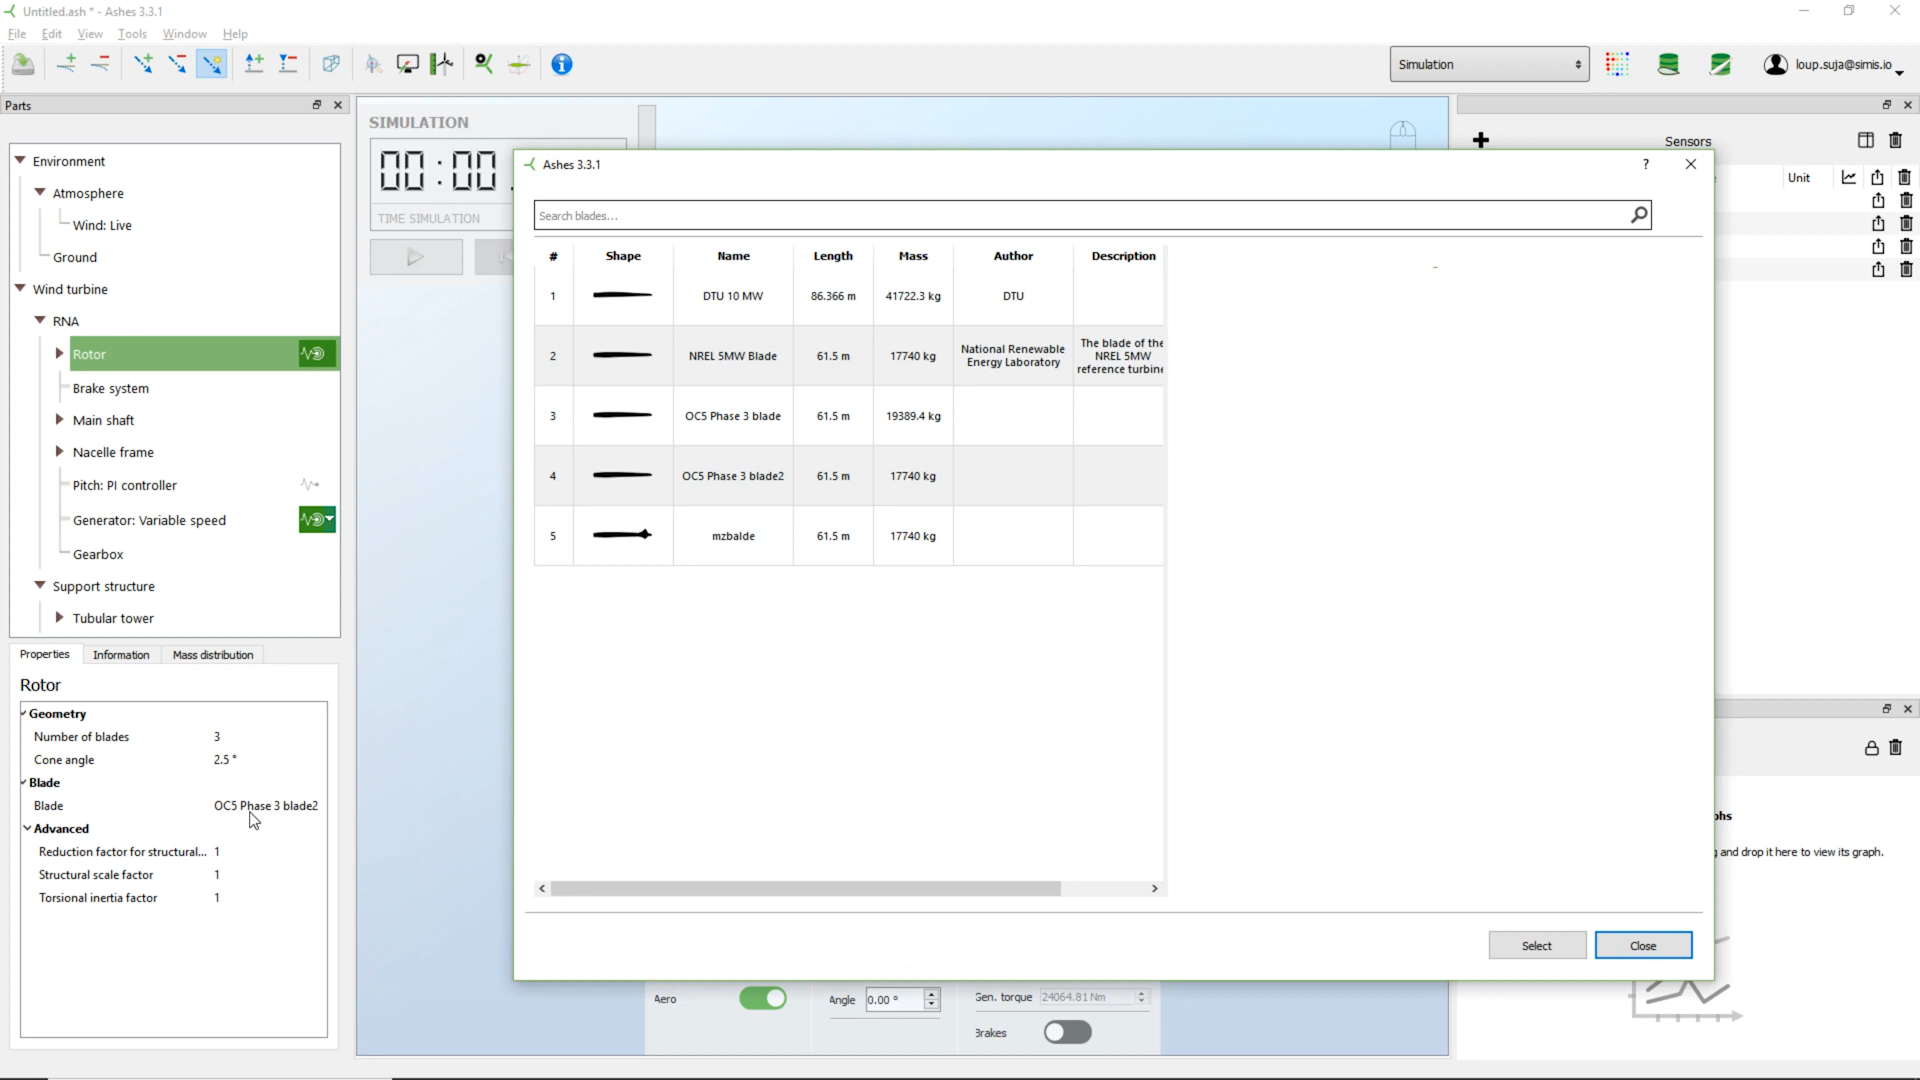 Untitled.ash * - Ashes 3.3.1
File Edit View Tools Window Help
Simulation
loup.suja@simis.io
Parts
Environment
Atmosphere
Wind: Live
Ground
Wind turbine
RNA
Rotor
Brake system
Main shaft
Nacelle frame
Pitch: PI controller
Generator: Variable speed
Gearbox
Support structure
Tubular tower
Properties Information Mass distribution
Rotor
Geometry
Number of blades 3
Cone angle 2.5 °
Blade
Blade OC5 Phase 3 blade2
Advanced
Reduction factor for structural... 1
Structural scale factor 1
Torsional inertia factor 1
SIMULATION
00:00
TIME SIMULATION
Ashes 3.3.1
?
Search blades...
# Shape Name Length Mass Author Description
1 DTU 10 MW 86.366 m 41722.3 kg DTU
2 NREL 5MW Blade 61.5 m 17740 kg National Renewable Energy Laboratory The blade of the NREL 5MW reference turbine
3 OC5 Phase 3 blade 61.5 m 19389.4 kg
4 OC5 Phase 3 blade2 61.5 m 17740 kg
5 mzbalde 61.5 m 17740 kg
Select Close
Aero
Angle 0.00 °
Gen. torque 24064.81 Nm
Brakes
Sensors
Unit
and drop it here to view its graph.